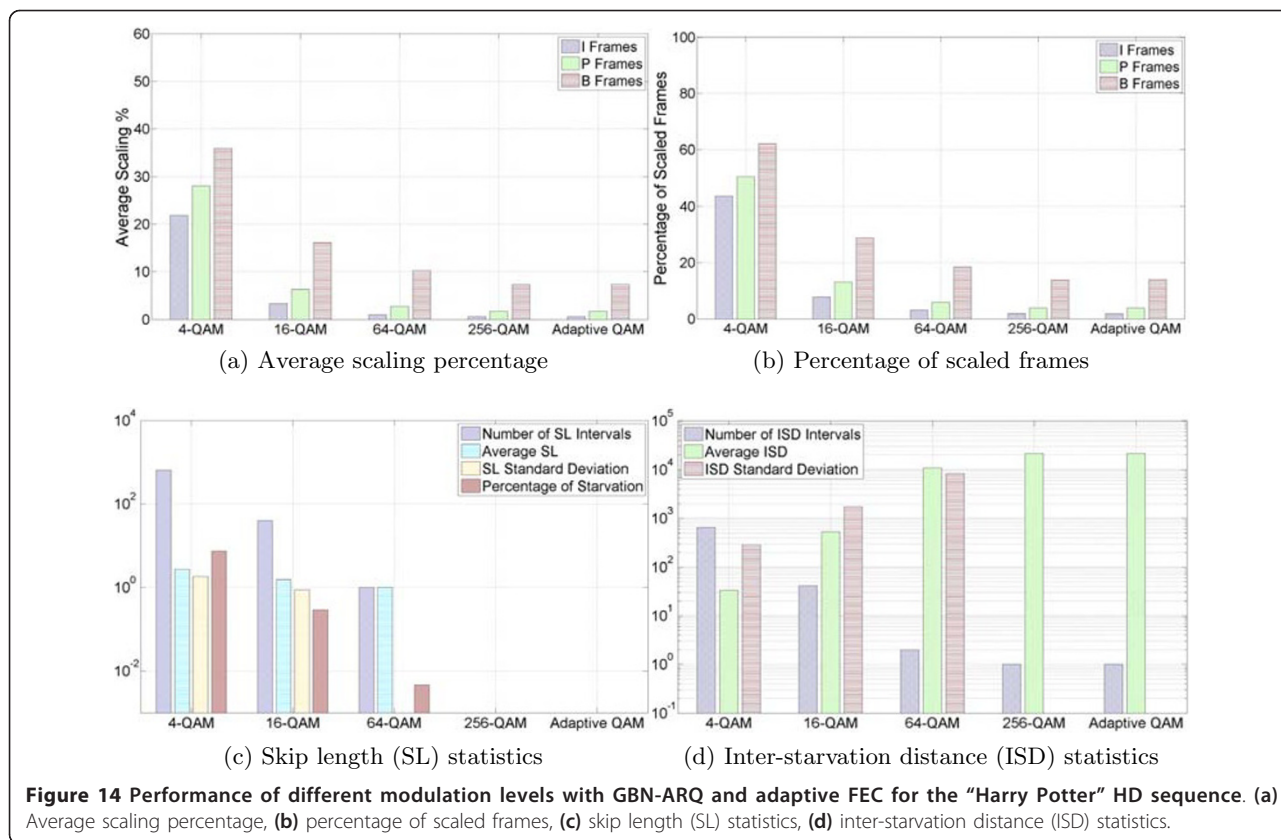 60
50
40
30
20
10
0
Average Scaling %
I Frames
P Frames
B Frames
4-QAM 16-QAM 64-QAM 256-QAM Adaptive QAM
(a) Average scaling percentage
100
80
60
40
20
0
Percentage of Scaled Frames
I Frames
P Frames
B Frames
4-QAM 16-QAM 64-QAM 256-QAM Adaptive QAM
(b) Percentage of scaled frames
10^4
10^2
10^0
10^-2
Number of SL Intervals
Average SL
SL Standard Deviation
Percentage of Starvation
4-QAM 16-QAM 64-QAM 256-QAM Adaptive QAM
(c) Skip length (SL) statistics
10^5
10^4
10^3
10^2
10^1
10^0
10^-1
Number of ISD Intervals
Average ISD
ISD Standard Deviation
4-QAM 16-QAM 64-QAM 256-QAM Adaptive QAM
(d) Inter-starvation distance (ISD) statistics
Figure 14 Performance of different modulation levels with GBN-ARQ and adaptive FEC for the “Harry Potter” HD sequence. (a)
Average scaling percentage, (b) percentage of scaled frames, (c) skip length (SL) statistics, (d) inter-starvation distance (ISD) statistics.